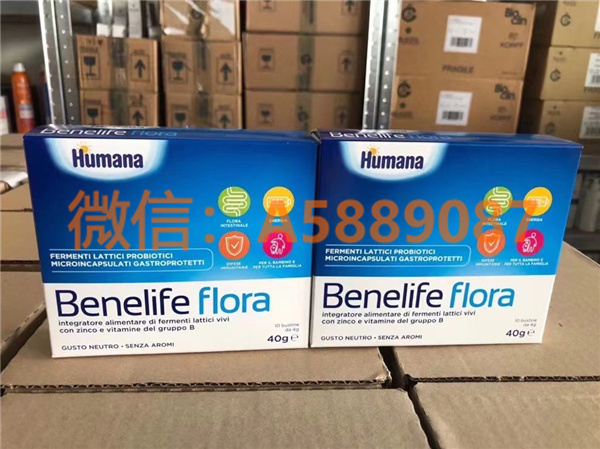 FRAGILE
Bio
clin
KORFF
FRAGILE
Humana
Humana
微信：A5889087
FLORA
INTESTINALE
ENERGIA
FLORA
INTESTINALE
ENERGIA
FERMENTI LATTICI PROBIOTICI
MICROINCAPSULATI GASTROPROTETTI
DIFESE
IMMUNITARIE
PER IL BAMBINO E
PER TUTTA LA FAMIGLIA
FERMENTI LATTICI PROBIOTICI
MICROINCAPSULATI GASTROPROTETTI
DIFESE
IMMUNITARIE
PER IL BAMBINO E
PER TUTTA LA FAMIGLIA
Benelife flora
integratore alimentare di fermenti lattici vivi
con zinco e vitamine del gruppo B
10 bustine
da 4g
GUSTO NEUTRO • SENZA AROMI
40g e
Benelife flora
integratore alimentare di fermenti lattici vivi
con zinco e vitamine del gruppo B
10 bustine
da 4g
GUSTO NEUTRO • SENZA AROMI
40g e